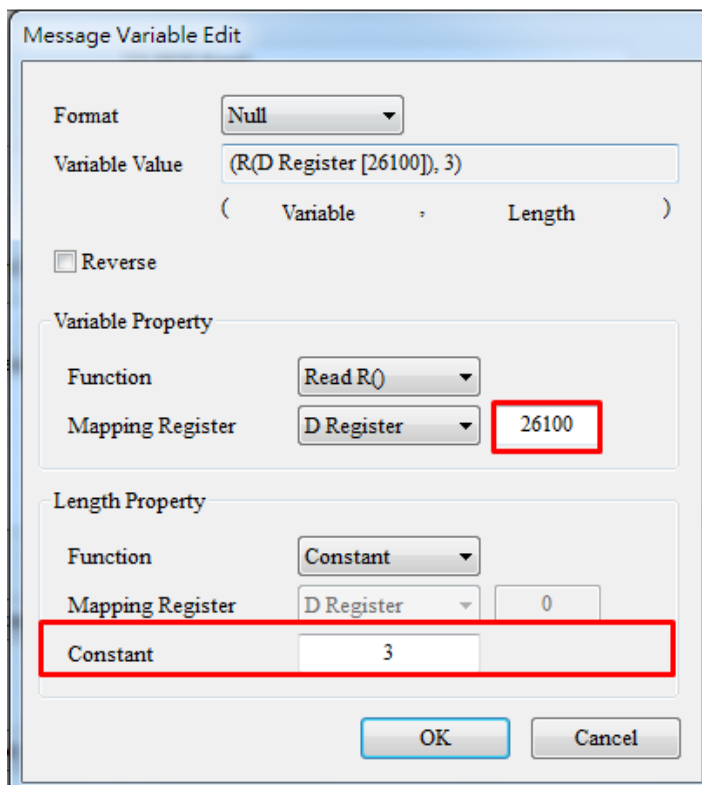 Message Variable Edit
Format Null
Variable Value (R(D Register [26100]), 3)
( Variable , Length )
Reverse
Variable Property
Function Read R()
Mapping Register D Register 26100
Length Property
Function Constant
Mapping Register D Register 0
Constant 3
OK Cancel